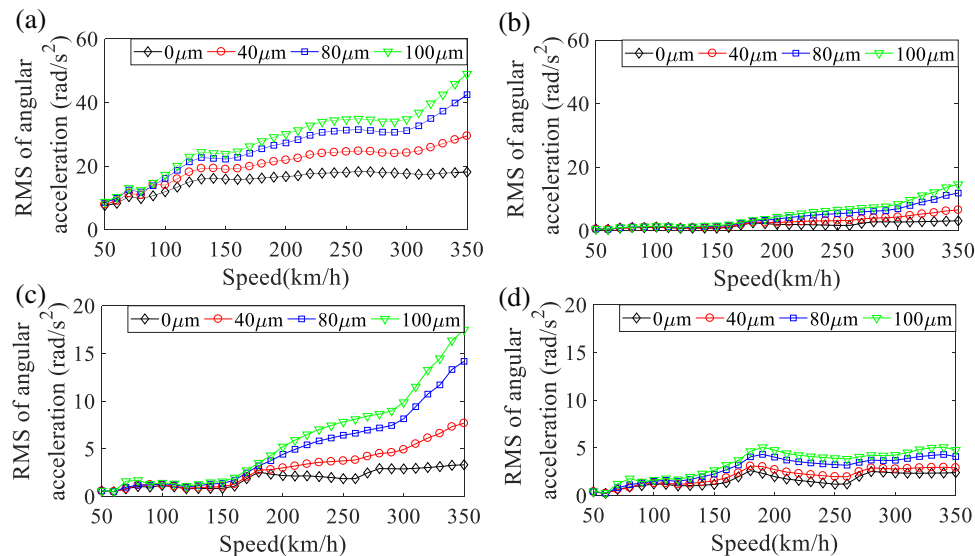 (a)
0μm 40μm 80μm 100μm
RMS of angular
accleration (rad/s²)
60
40
20
0
50 100 150 200 250 300 350
Speed(km/h)
(b)
0μm 40μm 80μm 100μm
RMS of angular
accleration (rad/s²)
60
40
20
0
50 100 150 200 250 300 350
Speed(km/h)
(c)
0μm 40μm 80μm 100μm
RMS of angular
accleration (rad/s²)
20
15
10
5
0
50 100 150 200 250 300 350
Speed(km/h)
(d)
0μm 40μm 80μm 100μm
RMS of angular
accleration (rad/s²)
20
15
10
5
0
50 100 150 200 250 300 350
Speed(km/h)